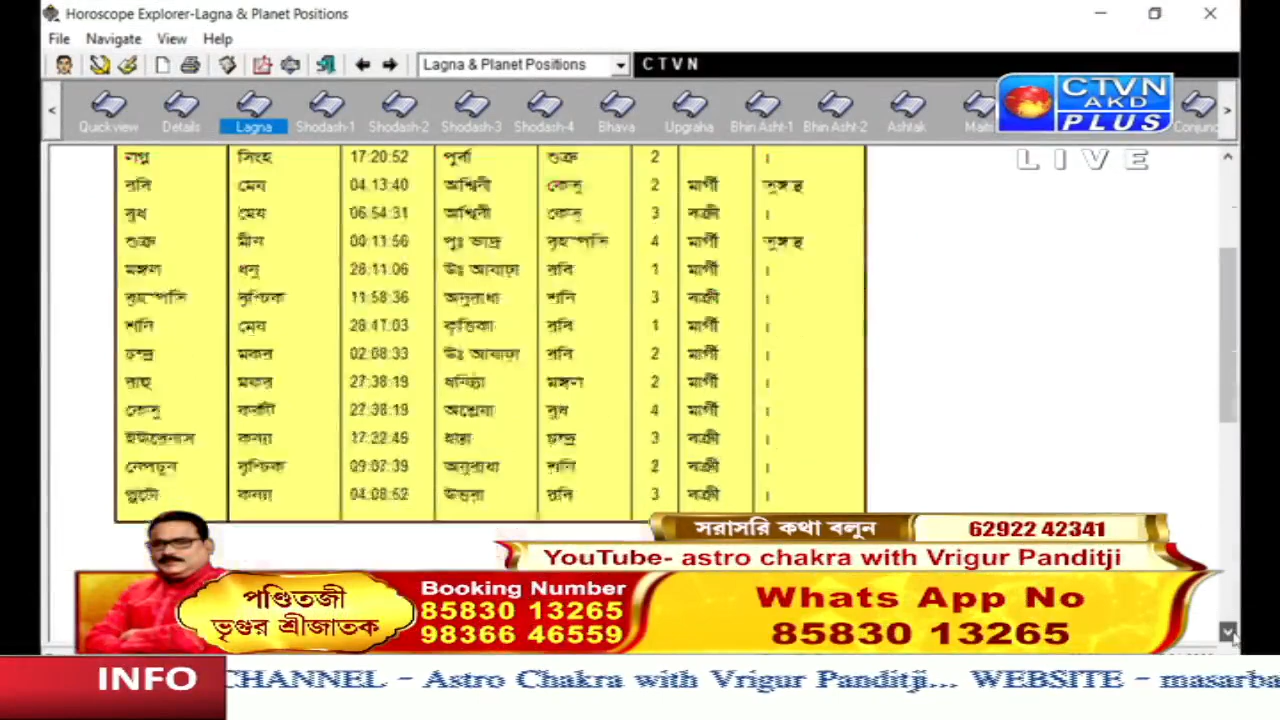 Horoscope Explorer-Lagna & Planet Positions
File Navigate View Help
Lagna & Planet Positions CTVN
Quickview Details Lagna Shodash-1 Shodash-2 Shodash-3 Shodash-4 Bhava Upgraha Bhin Asht-1 Bhin Asht-2 Ashtak
CTVN
AKD
PLUS
LIVE
লগ্ন সিংহ 17:20:52 পুর্বা শুক্র 2 ।
রবি মেষ 04:13:40 অশ্বিনী কেতু 2 মার্গী তুঙ্গস্থ
বুধ মেষ 06:54:31 অশ্বিনী কেতু 3 বক্রী ।
শুক্র মীন 00:11:56 পুঃ ভাদ্র বৃহস্পতি 4 মার্গী তুঙ্গস্থ
মঙ্গল ধনু 28:11:06 উঃ আষাঢ়া রবি 1 মার্গী ।
বৃহস্পতি বৃশ্চিক 11:58:36 অনুরাধা শনি 3 বক্রী ।
শনি মেষ 28:47:03 কৃত্তিকা রবি 1 মার্গী ।
চন্দ্র মকর 02:08:33 উঃ আষাঢ়া রবি 2 মার্গী ।
রাহু মকর 27:38:19 ধনিষ্ঠা মঙ্গল 2 মার্গী ।
কেতু কর্কট 27:38:19 অশ্লেষা বুধ 4 মার্গী ।
ইউরেনাস কন্যা 17:22:45 হস্তা চন্দ্র 3 বক্রী ।
নেপচুন বৃশ্চিক 09:07:39 অনুরাধা শনি 2 বক্রী ।
প্লুটো কন্যা 04:08:52 উত্তরা রবি 3 বক্রী ।
সরাসরি কথা বলুন 62922 42341
YouTube- astro chakra with Vrigur Panditji
পণ্ডিতজী
ভৃগুর শ্রীজাতক
Booking Number
85830 13265
98366 46559
Whats App No
85830 13265
INFO CHANNEL - Astro Chakra with Vrigur Panditji... WEBSITE - masarba